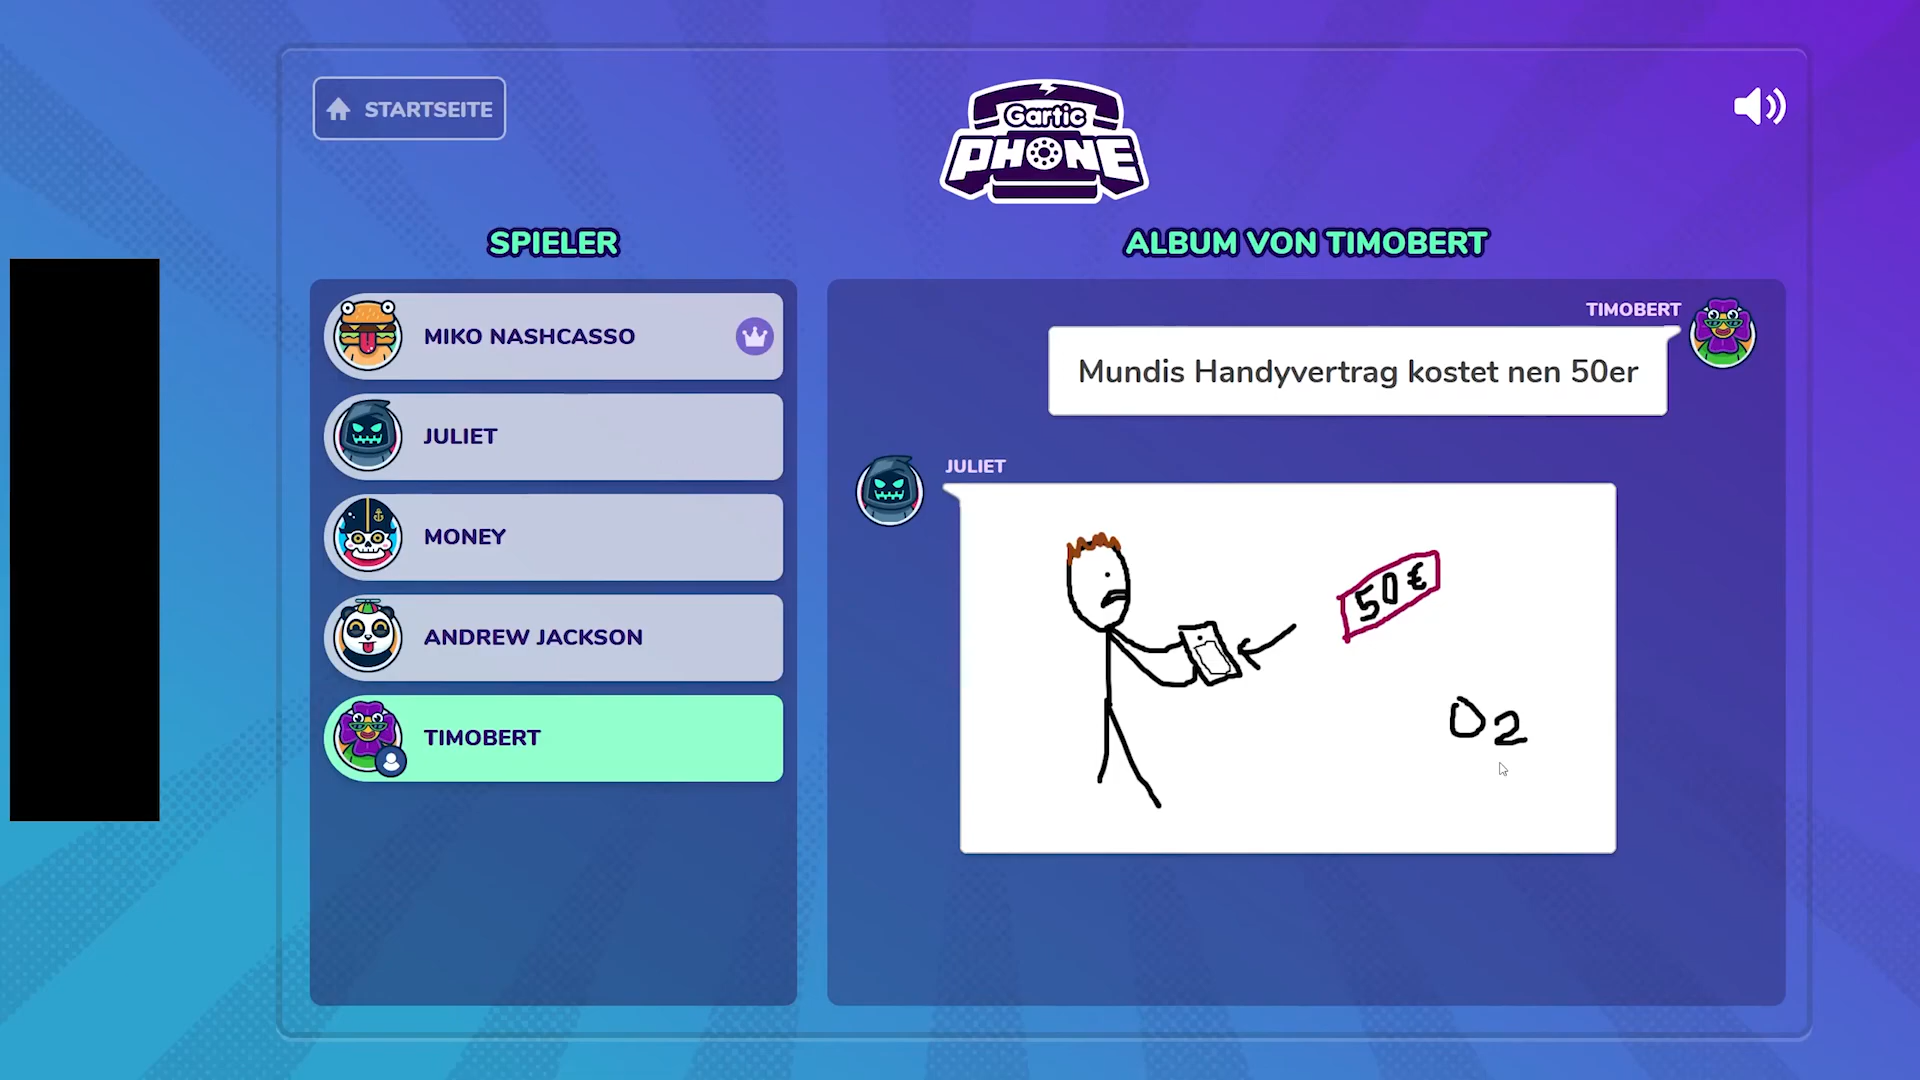 STARTSEITE
Gartic
PHONE
SPIELER
MIKO NASHCASSO
JULIET
MONEY
ANDREW JACKSON
TIMOBERT
ALBUM VON TIMOBERT
TIMOBERT
Mundis Handyvertrag kostet nen 50er
JULIET
50€
O2